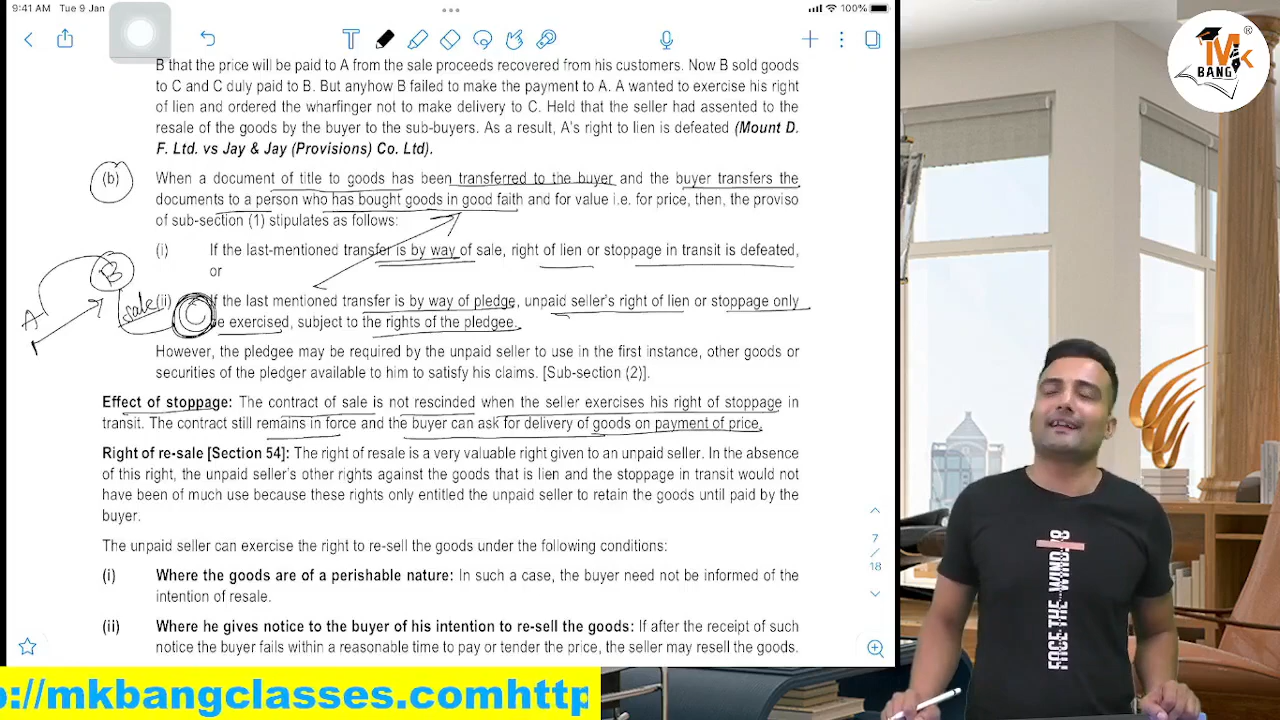 9:41 AM Tue 9 Jan
100%
B that the price will be paid to A from the sale proceeds received from his customers. Now B sold goods
to C and C duly paid to B. But anyhow B failed to make the payment to A. A wanted to exercise his right
of lien and ordered the wharfinger not to make delivery to C. Held that the seller had assented to the
resale of the goods by the buyer to the sub-buyers. As a result, A's right to lien is defeated (Mount D.
F. Ltd. vs Jay & Jay (Provisions) Co. Ltd).
(b) When a document of title to goods has been transferred to the buyer and the buyer transfers the
documents to a person who has bought goods in good faith and for value i.e. for price, then, the proviso
of sub-section (1) stipulates as follows:
(i) If the last-mentioned transfer is by way of sale, right of lien or stoppage in transit is defeated,
or
(ii) If the last mentioned transfer is by way of pledge, unpaid seller's right of lien or stoppage only
be exercised, subject to the rights of the pledgee.
A
B
sale
C
However, the pledgee may be required by the unpaid seller to use in the first instance, other goods or
securities of the pledger available to him to satisfy his claims. [Sub-section (2)].
Effect of stoppage: The contract of sale is not rescinded when the seller exercises his right of stoppage in
transit. The contract still remains in force and the buyer can ask for delivery of goods on payment of price.
Right of re-sale [Section 54]: The right of resale is a very valuable right given to an unpaid seller. In the absence
of this right, the unpaid seller's other rights against the goods that is lien and the stoppage in transit would not
have been of much use because these rights only entitled the unpaid seller to retain the goods until paid by the
buyer.
The unpaid seller can exercise the right to re-sell the goods under the following conditions:
(i) Where the goods are of a perishable nature: In such a case, the buyer need not be informed of the
intention of resale.
(ii) Where he gives notice to the buyer of his intention to re-sell the goods: If after the receipt of such
notice the buyer fails within a reasonable time to pay or tender the price, the seller may resell the goods.
7
/
18
MK
BANG
®
FACE THE WIND
p://mkbangclasses.comhttp